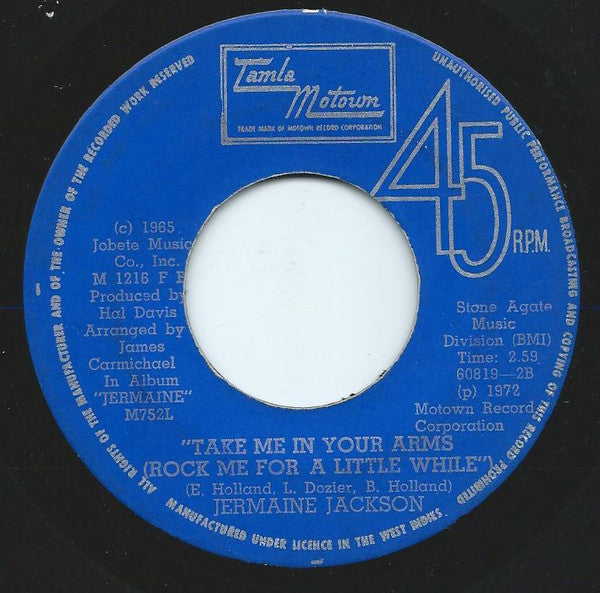 Tamla
Motown
TRADE MARK OF MOTOWN RECORD CORPORATION
45
R.P.M.
(c) 1965
Jobete Music
Co., Inc.
M 1216 F
Produced by
Hal Davis
Arranged by
James
Carmichael
In Album
"JERMAINE"
M752L
Stone Agate
Music
Division (BMI)
Time: 2.59
60819-2B
(p) 1972
Motown Record
Corporation
"TAKE ME IN YOUR ARMS
(ROCK ME FOR A LITTLE WHILE")
(E. Holland, L. Dozier, B. Holland)
JERMAINE JACKSON
ALL RIGHTS OF THE MANUFACTURER AND OF THE OWNER OF THE RECORDED WORK RESERVED
UNAUTHORISED PUBLIC PERFORMANCE BROADCASTING AND COPYING OF THIS RECORD PROHIBITED
MANUFACTURED UNDER LICENCE IN THE WEST INDIES.